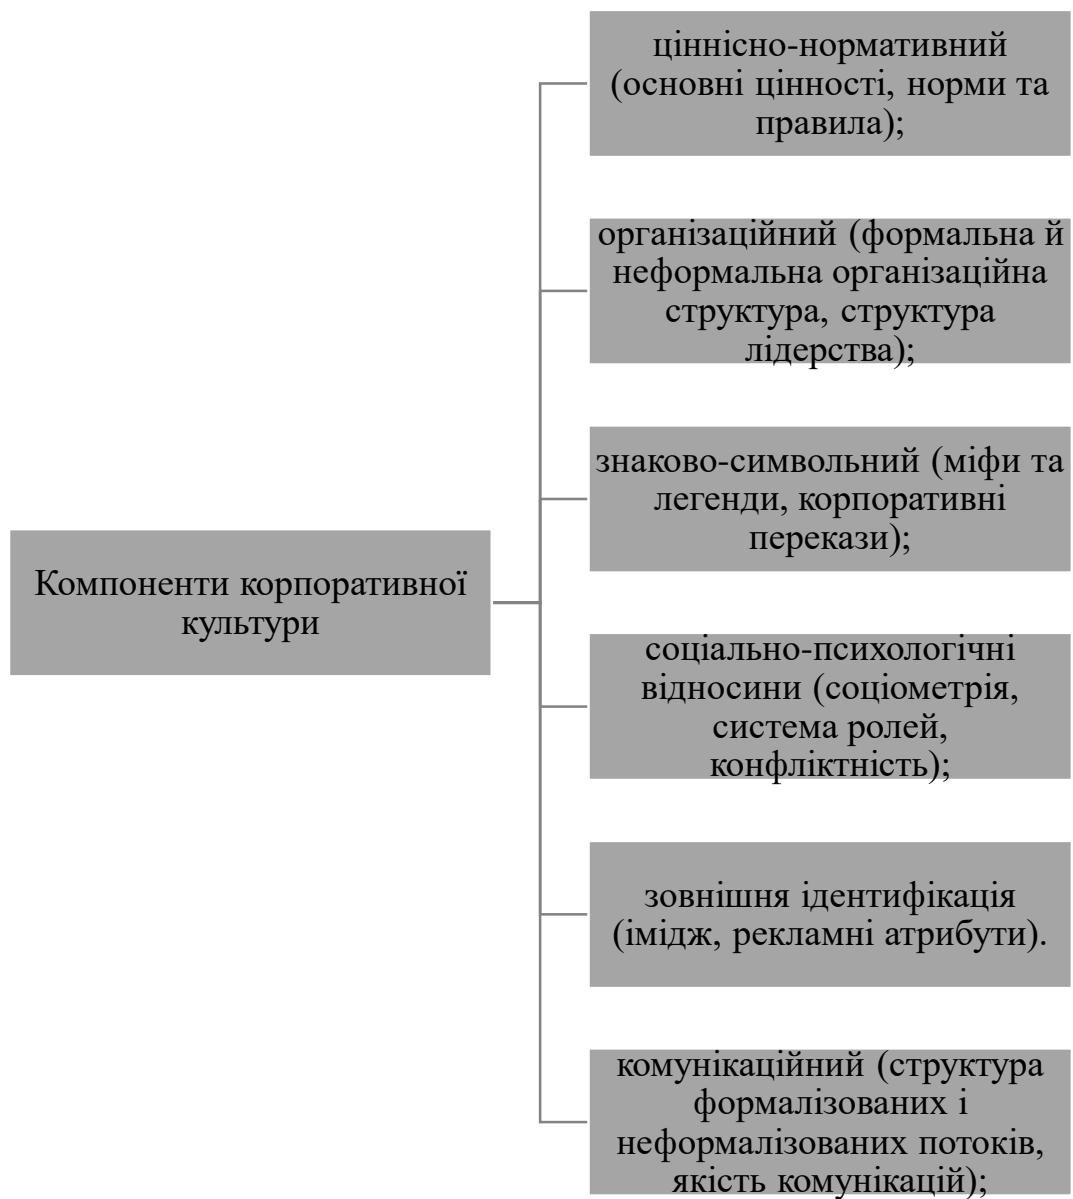 ціннісно-нормативний
(основні цінності, норми та
правила);
організаційний (формальна й
неформальна організаційна
структура, структура
лідерства);
знаково-символьний (міфи та
легенди, корпоративні
перекази);
Компоненти корпоративної
культури
соціально-психологічні
відносини (соціометрія,
система ролей,
конфліктність);
зовнішня ідентифікація
(імідж, рекламні атрибути).
комунікаційний (структура
формалізованих і
неформалізованих потоків,
якість комунікацій);